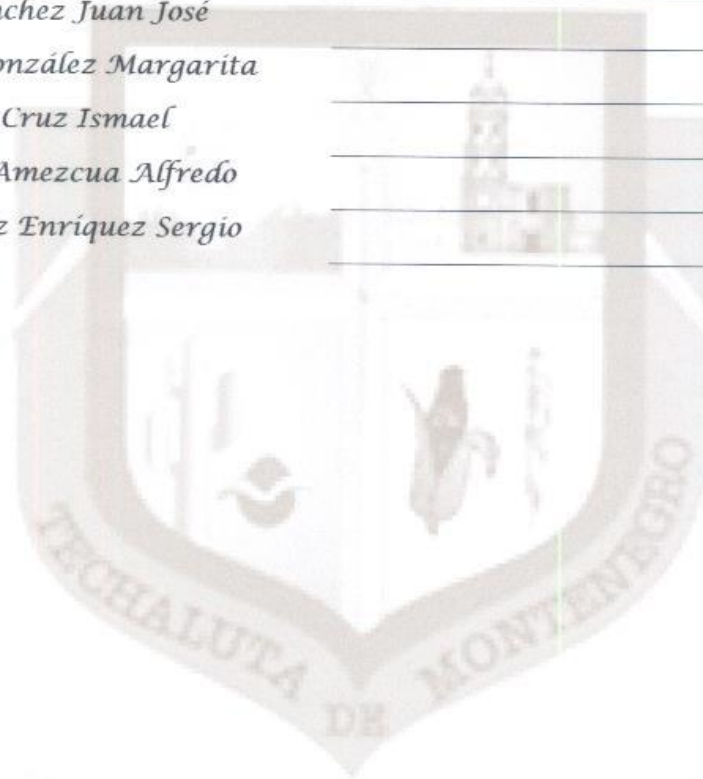 nchez Juan José
onzález Margarita
Cruz Ismael
Amezcua Alfredo
z Enríquez Sergio
TECHALUTA DE MONTENEGRO